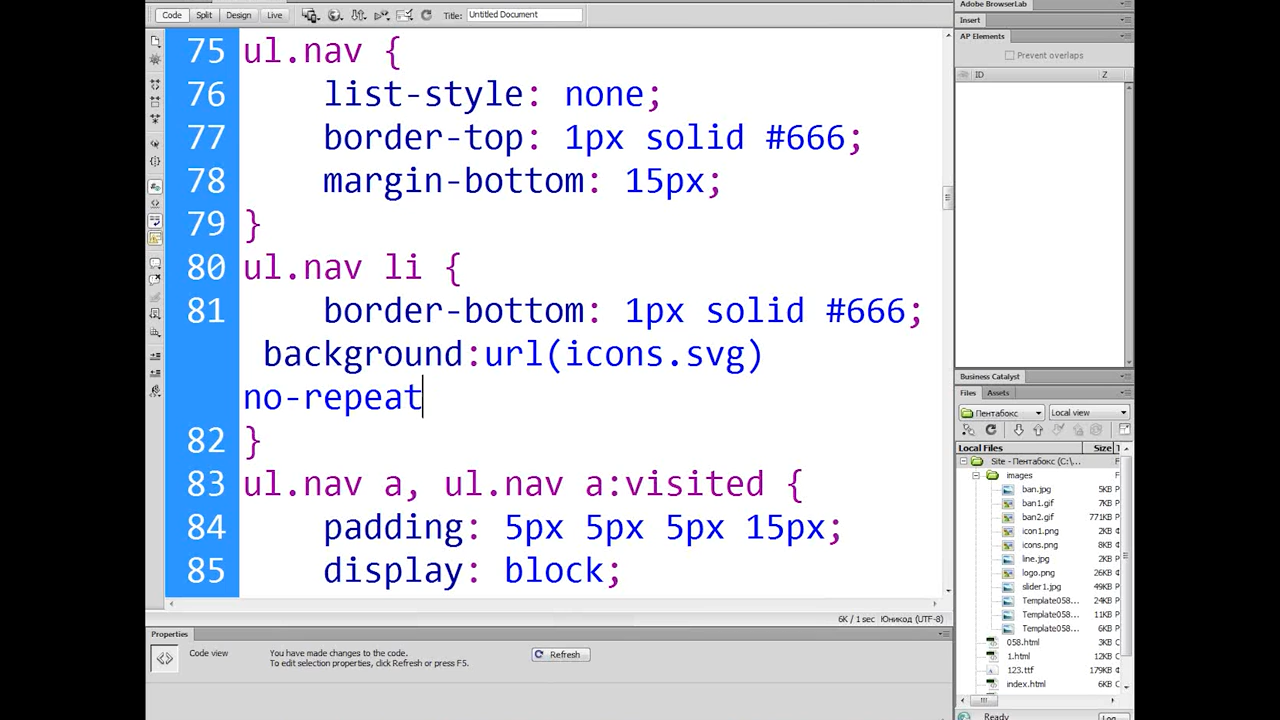 Code Split Design Live Title: Untitled Document
75 ul.nav {
76 list-style: none;
77 border-top: 1px solid #666;
78 margin-bottom: 15px;
79 }
80 ul.nav li {
81 border-bottom: 1px solid #666;
background:url(icons.svg)
no-repeat
82 }
83 ul.nav a, ul.nav a:visited {
84 padding: 5px 5px 5px 15px;
85 display: block;
6K / 1 sec Юникод (UTF-8)
Properties
Code view
You have made changes to the code.
To edit selection properties, click Refresh or press F5.
Refresh
Adobe BrowserLab
Insert
AP Elements
Prevent overlaps
ID Z
Business Catalyst
Files Assets
Пентабокс Local view
Local Files Size
Site - Пентабокс (C:\...
images
ban.jpg 5KB
ban1.gif 7KB
ban2.gif 771KB
icon1.png 2KB
icons.png 8KB
line.jpg 2KB
logo.png 26KB
slider1.jpg 49KB
Template058... 24KB
Template058... 11KB
Template058... 6KB
058.html 3KB
1.html 12KB
123.ttf 179KB
index.html 4KB
Ready Log...